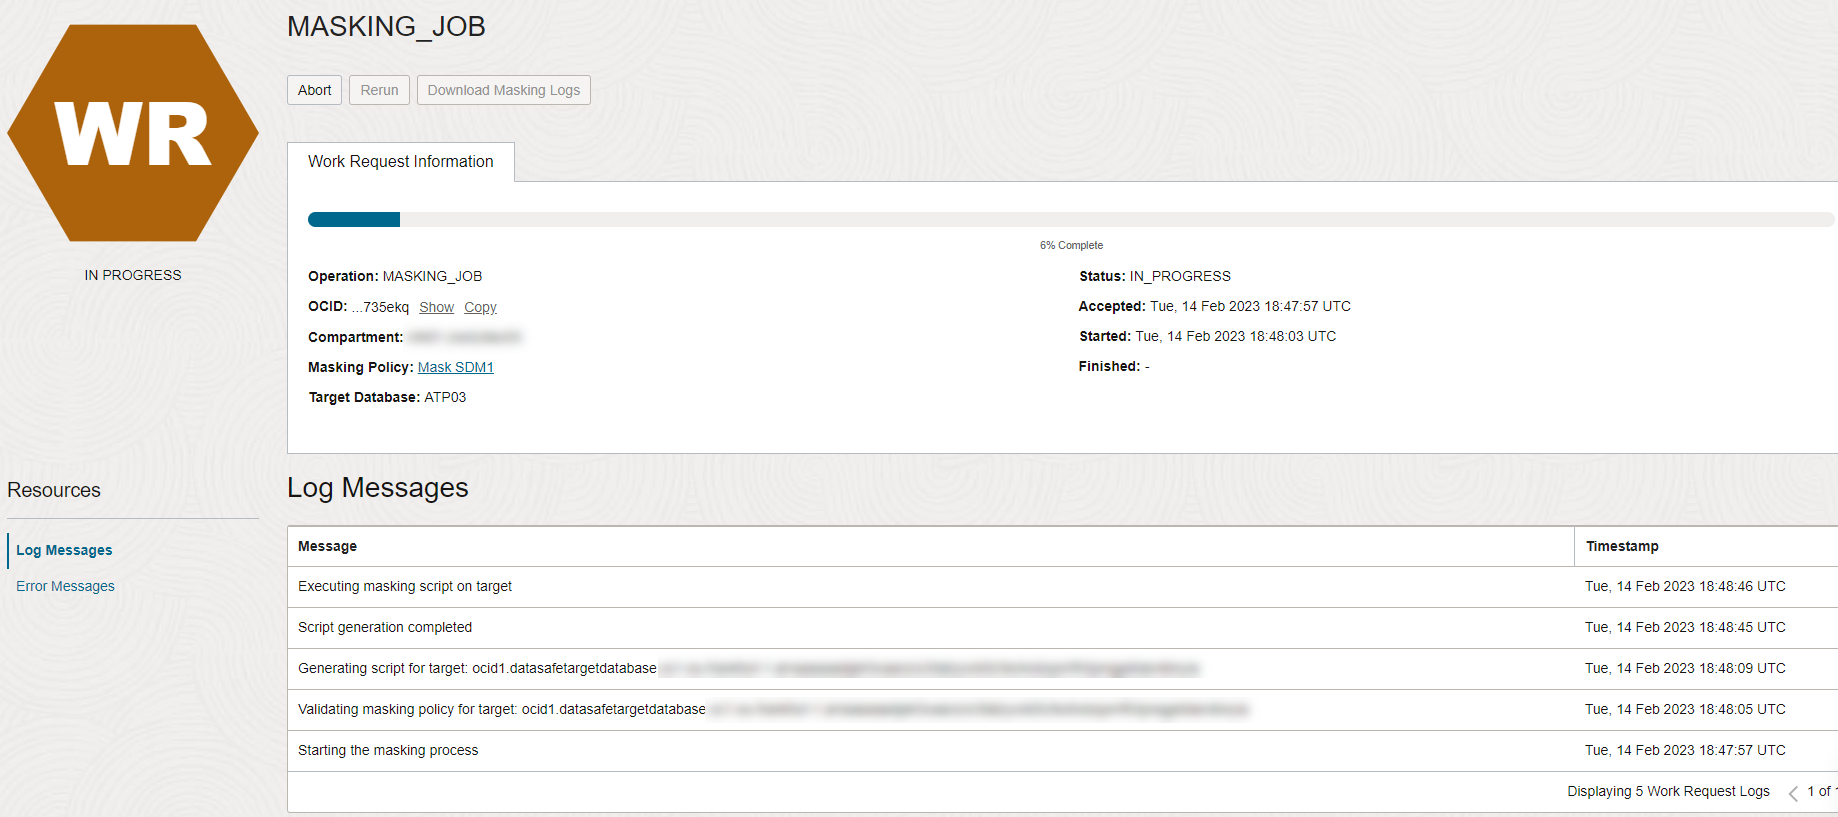 WR
IN PROGRESS
MASKING_JOB
Abort Rerun Download Masking Logs
Work Request Information
6% Complete
Operation: MASKING_JOB
OCID: ...735ekq Show Copy
Compartment:
Masking Policy: Mask SDM1
Target Database: ATP03
Status: IN_PROGRESS
Accepted: Tue, 14 Feb 2023 18:47:57 UTC
Started: Tue, 14 Feb 2023 18:48:03 UTC
Finished: -
Resources
Log Messages
Error Messages
Log Messages
Message Timestamp
Executing masking script on target Tue, 14 Feb 2023 18:48:46 UTC
Script generation completed Tue, 14 Feb 2023 18:48:45 UTC
Generating script for target: ocid1.datasafetargetdatabase Tue, 14 Feb 2023 18:48:09 UTC
Validating masking policy for target: ocid1.datasafetargetdatabase Tue, 14 Feb 2023 18:48:05 UTC
Starting the masking process Tue, 14 Feb 2023 18:47:57 UTC
Displaying 5 Work Request Logs 1 of